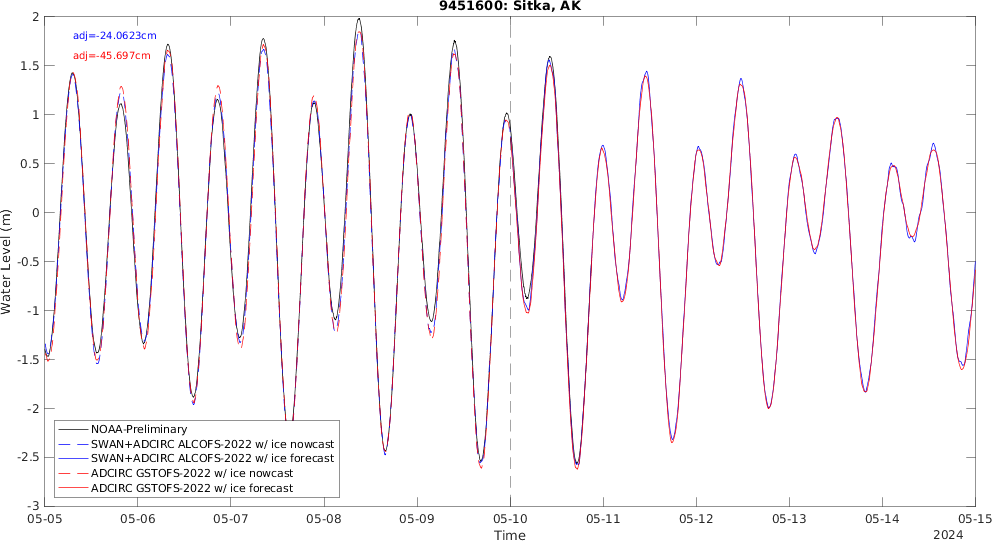 9451600: Sitka, AK
adj=-24.0623cm
adj=-45.697cm
Water Level (m)
2
1.5
1
0.5
0
-0.5
-1
-1.5
-2
-2.5
-3
NOAA-Preliminary
SWAN+ADCIRC ALCOFS-2022 w/ ice nowcast
SWAN+ADCIRC ALCOFS-2022 w/ ice forecast
ADCIRC GSTOFS-2022 w/ ice nowcast
ADCIRC GSTOFS-2022 w/ ice forecast
05-05 05-06 05-07 05-08 05-09 05-10 05-11 05-12 05-13 05-14 05-15
Time
2024